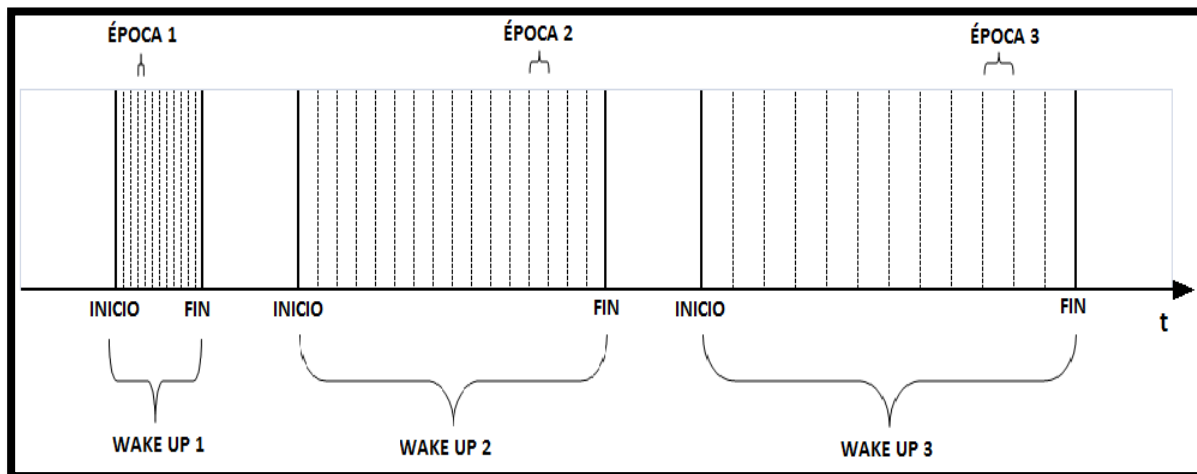 ÉPOCA 1
ÉPOCA 2
ÉPOCA 3
INICIO
FIN
INICIO
FIN
INICIO
FIN
t
WAKE UP 1
WAKE UP 2
WAKE UP 3